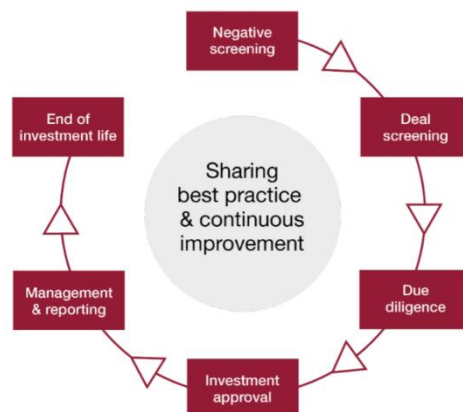 Negative
screening
Deal
screening
Due
diligence
Investment
approval
Management
& reporting
End of
investment life
Sharing
best practice
& continuous
improvement